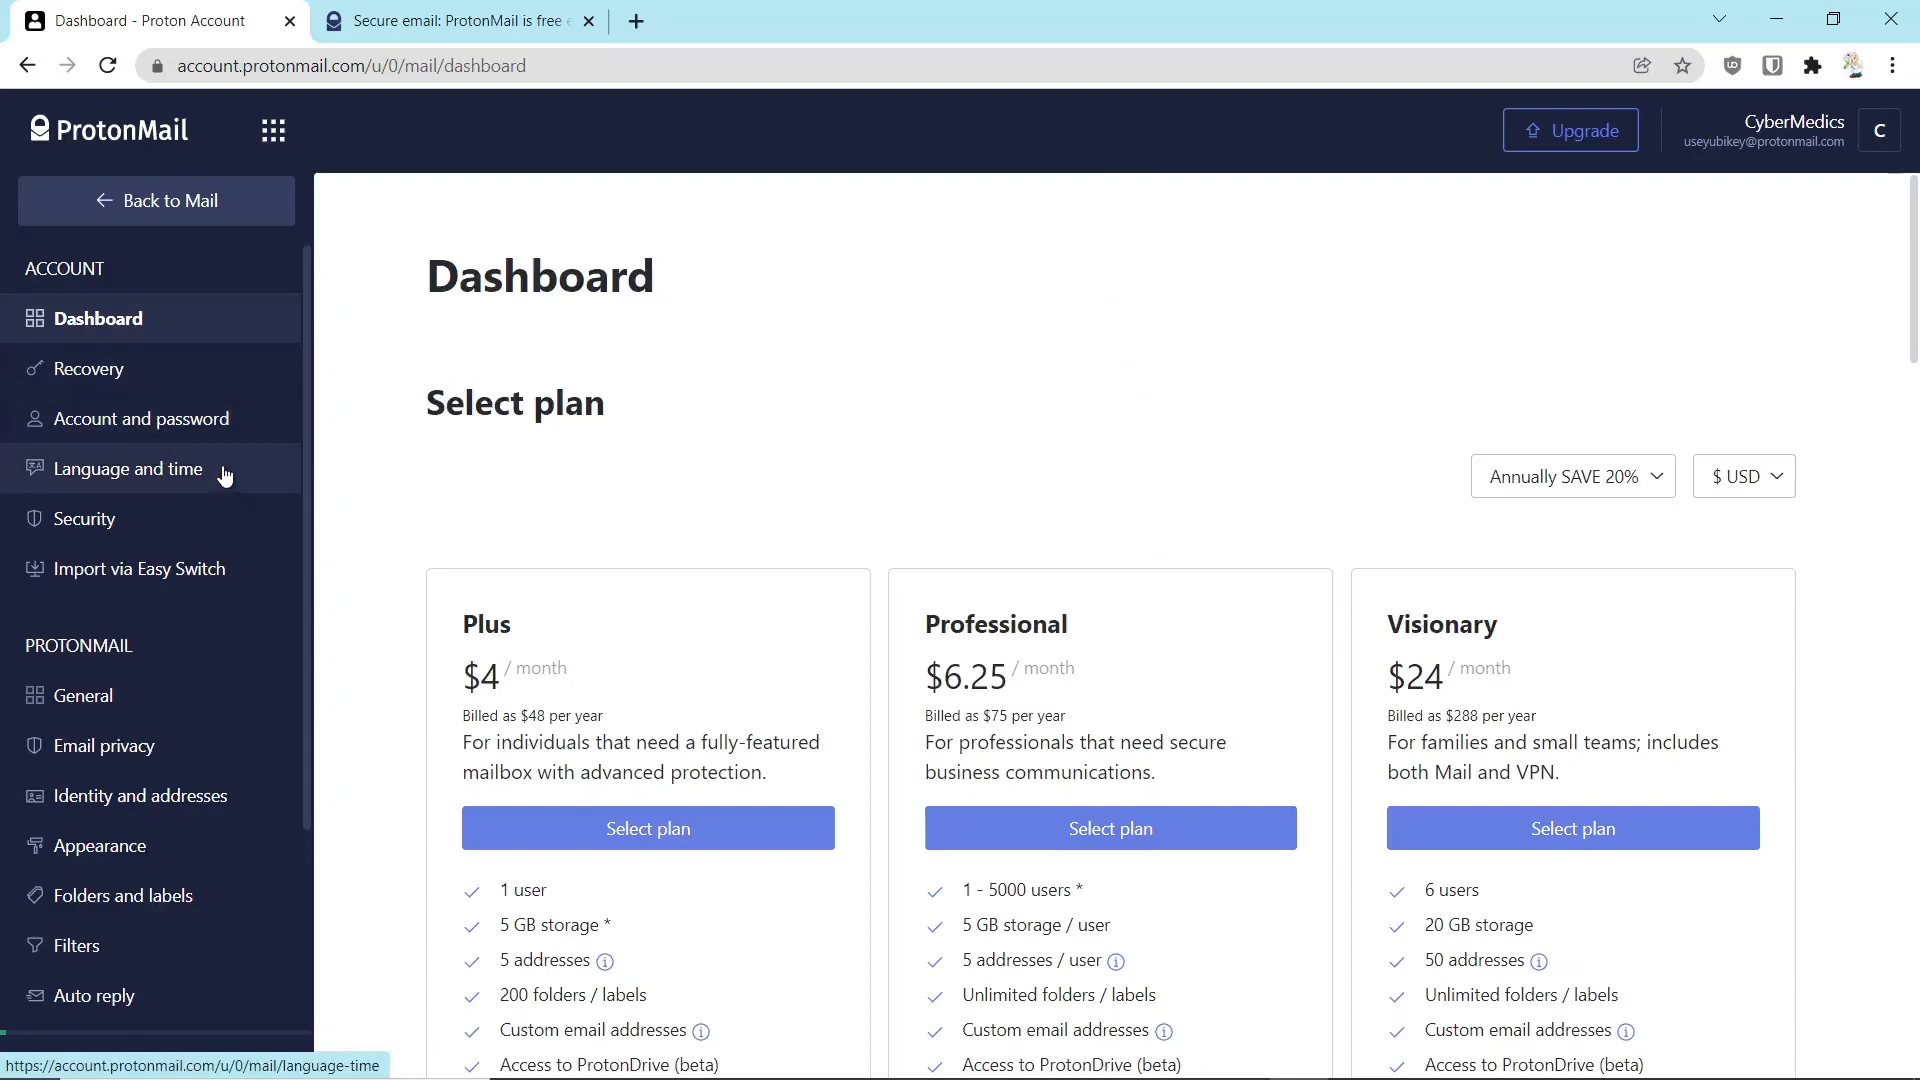 Dashboard - Proton Account
Secure email: ProtonMail is free
account.protonmail.com/u/0/mail/dashboard
ProtonMail
Upgrade
CyberMedics
useyubikey@protonmail.com
C
Back to Mail
ACCOUNT
Dashboard
Recovery
Account and password
Language and time
Security
Import via Easy Switch
PROTONMAIL
General
Email privacy
Identity and addresses
Appearance
Folders and labels
Filters
Auto reply
https://account.protonmail.com/u/0/mail/language-time
Dashboard
Select plan
Annually SAVE 20%
$ USD
Plus
$4 / month
Billed as $48 per year
For individuals that need a fully-featured
mailbox with advanced protection.
Select plan
1 user
5 GB storage *
5 addresses
200 folders / labels
Custom email addresses
Access to ProtonDrive (beta)
Professional
$6.25 / month
Billed as $75 per year
For professionals that need secure
business communications.
Select plan
1 - 5000 users *
5 GB storage / user
5 addresses / user
Unlimited folders / labels
Custom email addresses
Access to ProtonDrive (beta)
Visionary
$24 / month
Billed as $288 per year
For families and small teams; includes
both Mail and VPN.
Select plan
6 users
20 GB storage
50 addresses
Unlimited folders / labels
Custom email addresses
Access to ProtonDrive (beta)